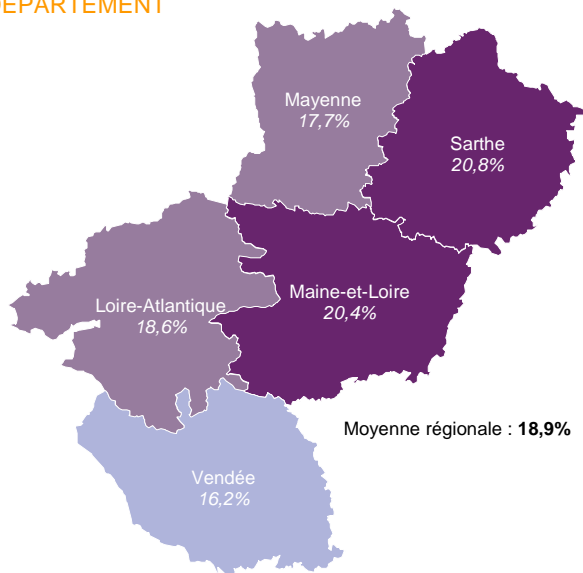 DÉPARTEMENT
Mayenne
17,7%
Sarthe
20,8%
Loire-Atlantique
18,6%
Maine-et-Loire
20,4%
Moyenne régionale : 18,9%
Vendée
16,2%